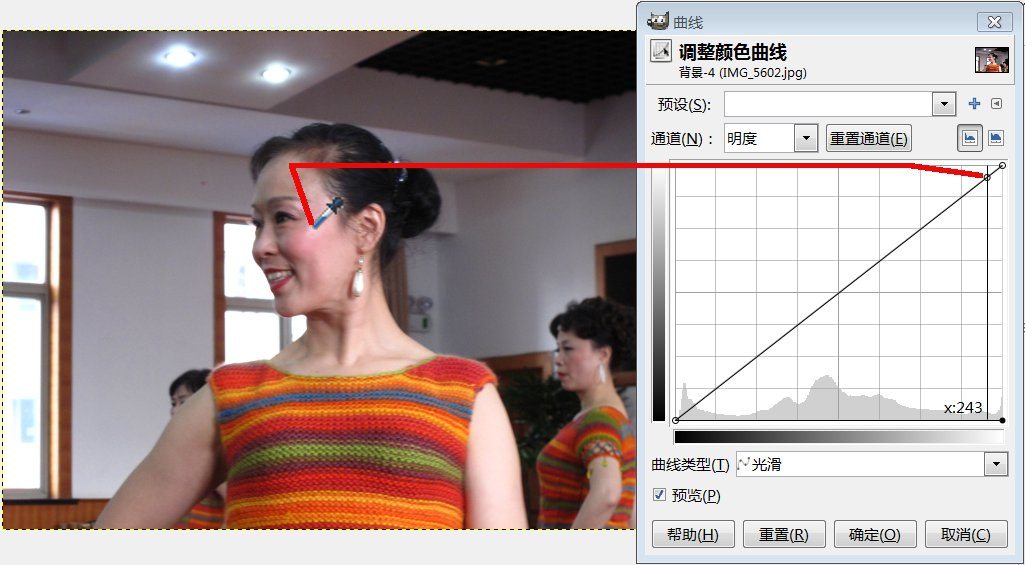 曲线
调整颜色曲线
背景-4 (IMG_5602.jpg)
预设(S):
通道(N)： 明度 重置通道(E)
x:243
曲线类型(T) 光滑
预览(P)
帮助(H) 重置(R) 确定(O) 取消(C)